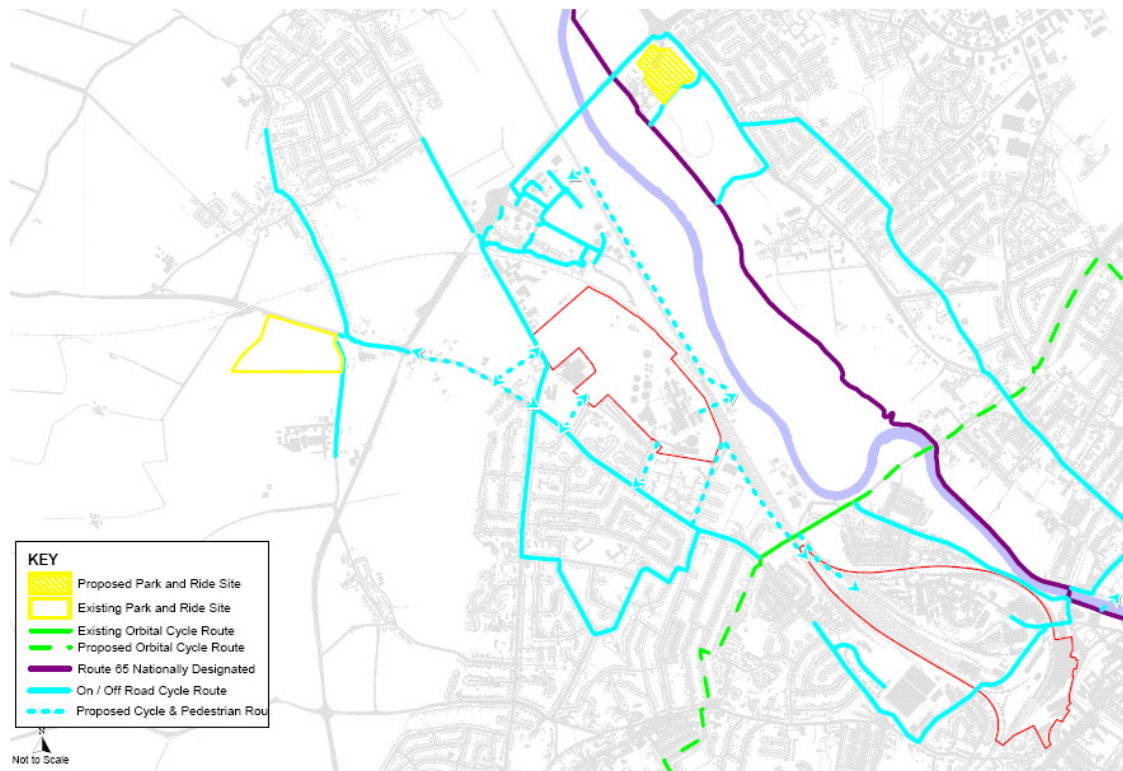 KEY
Proposed Park and Ride Site
Existing Park and Ride Site
Existing Orbital Cycle Route
Proposed Orbital Cycle Route
Route 65 Nationally Designated
On / Off Road Cycle Route
Proposed Cycle & Pedestrian Rou
N
Not to Scale